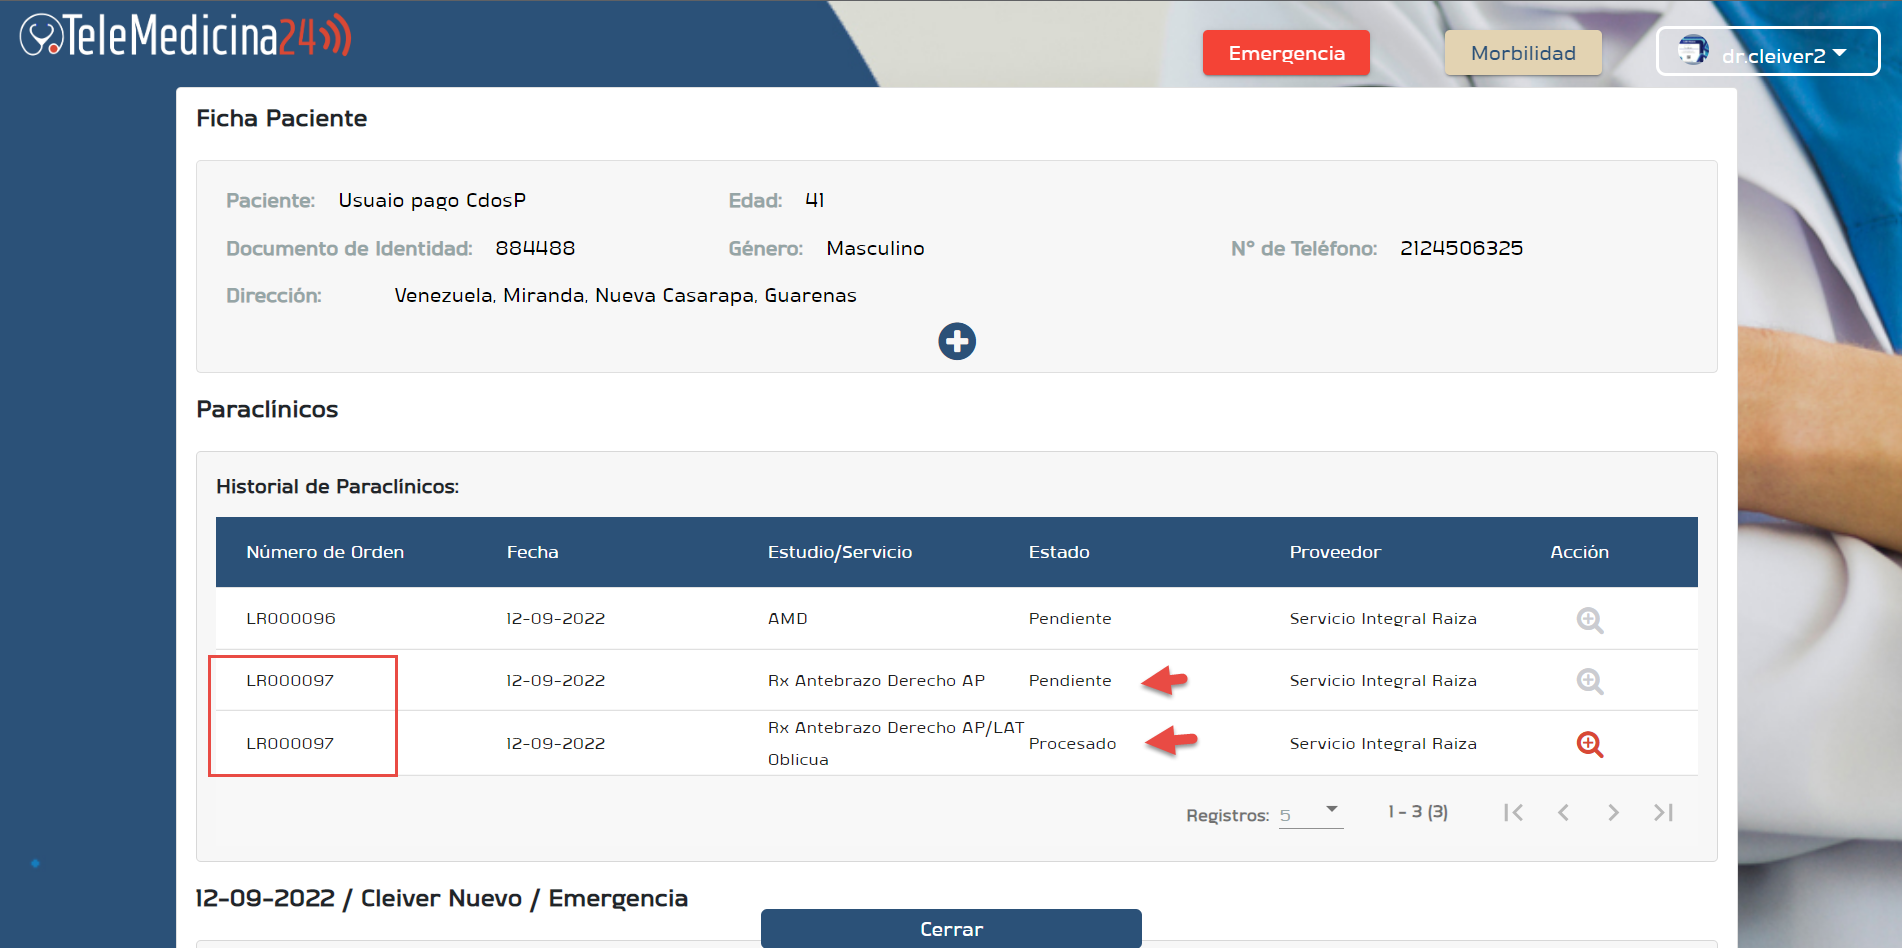 TeleMedicina24
Emergencia
Morbilidad
dr.cleiver2
Ficha Paciente
Paciente: Usuaio pago CdosP Edad: 41
Documento de Identidad: 884488 Género: Masculino N° de Teléfono: 2124506325
Dirección: Venezuela, Miranda, Nueva Casarapa, Guarenas
Paraclínicos
Historial de Paraclínicos:
Número de Orden Fecha Estudio/Servicio Estado Proveedor Acción
LR000096 12-09-2022 AMD Pendiente Servicio Integral Raiza
LR000097 12-09-2022 Rx Antebrazo Derecho AP Pendiente Servicio Integral Raiza
LR000097 12-09-2022 Rx Antebrazo Derecho AP/LAT Oblicua Procesado Servicio Integral Raiza
Registros: 5 1 - 3 (3)
12-09-2022 / Cleiver Nuevo / Emergencia
Cerrar